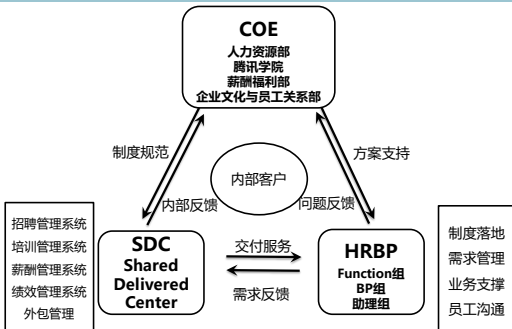 COE
人力资源部
腾讯学院
薪酬福利部
企业文化与员工关系部
制度规范
方案支持
内部客户
内部反馈
问题反馈
招聘管理系统
培训管理系统
薪酬管理系统
绩效管理系统
外包管理
SDC
Shared
Delivered
Center
交付服务
需求反馈
HRBP
Function组
BP组
助理组
制度落地
需求管理
业务支撑
员工沟通